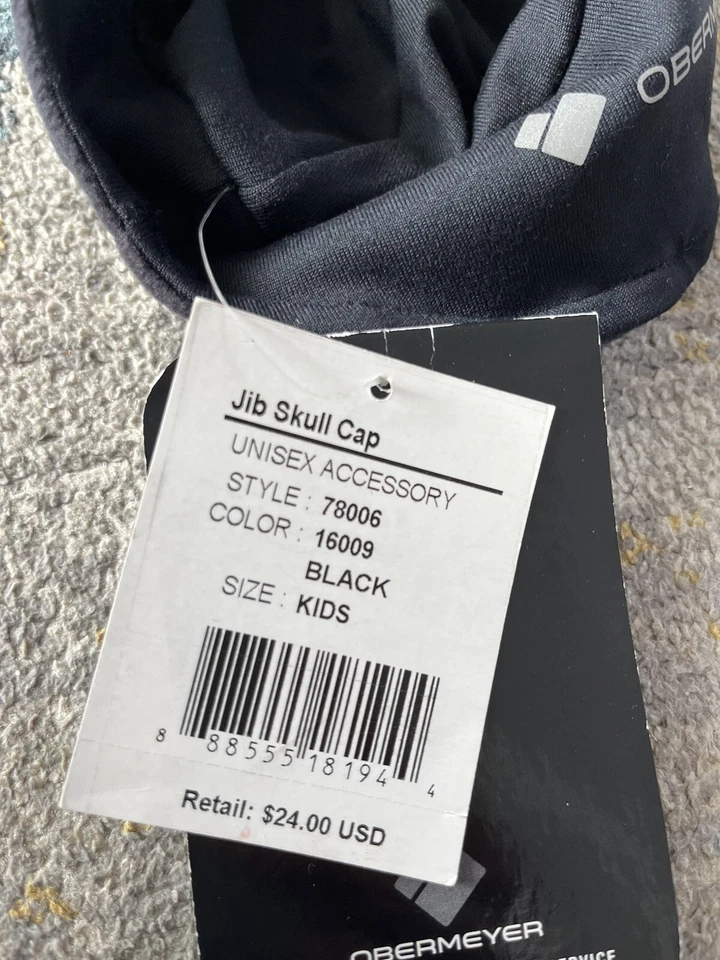 OBERM
Jib Skull Cap
UNISEX ACCESSORY
STYLE : 78006
COLOR : 16009
BLACK
SIZE : KIDS
8 88555 18194 4
Retail: $24.00 USD
OBERMEYER